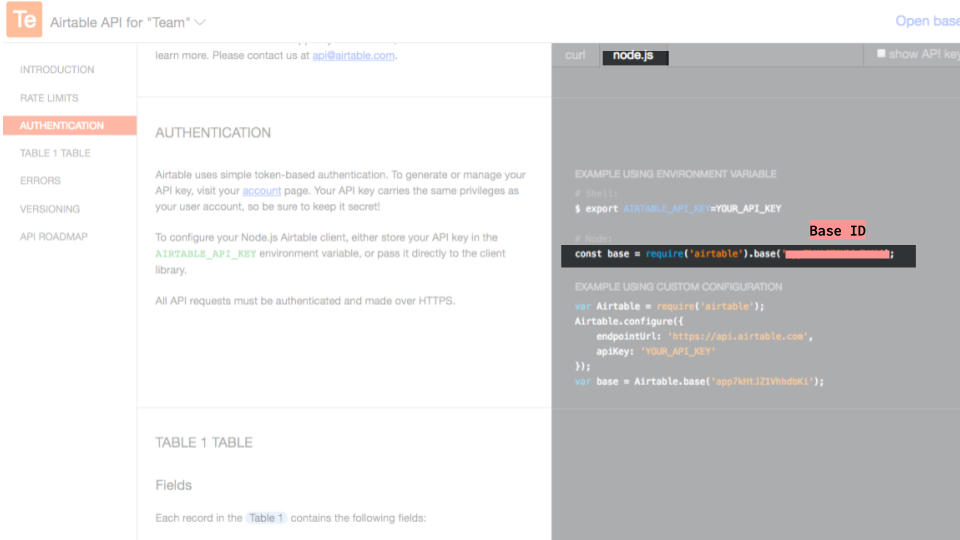 Te Airtable API for "Team"
Open base
INTRODUCTION
RATE LIMITS
AUTHENTICATION
TABLE 1 TABLE
ERRORS
VERSIONING
API ROADMAP
learn more. Please contact us at api@airtable.com.
AUTHENTICATION
Airtable uses simple token-based authentication. To generate or manage your
API key, visit your account page. Your API key carries the same privileges as
your user account, so be sure to keep it secret!
To configure your Node.js Airtable client, either store your API key in the
AIRTABLE_API_KEY environment variable, or pass it directly to the client
library.
All API requests must be authenticated and made over HTTPS.
TABLE 1 TABLE
Fields
Each record in the Table 1 contains the following fields:
curl node.js show API key
EXAMPLE USING ENVIRONMENT VARIABLE
# Shell:
$ export AIRTABLE_API_KEY=YOUR_API_KEY
Base ID
# Node:
const base = require('airtable').base('
;
EXAMPLE USING CUSTOM CONFIGURATION
var Airtable = require('airtable');
Airtable.configure({
endpointUrl: 'https://api.airtable.com',
apiKey: 'YOUR_API_KEY'
});
var base = Airtable.base('app7kHtJZ1VhhdbKi');